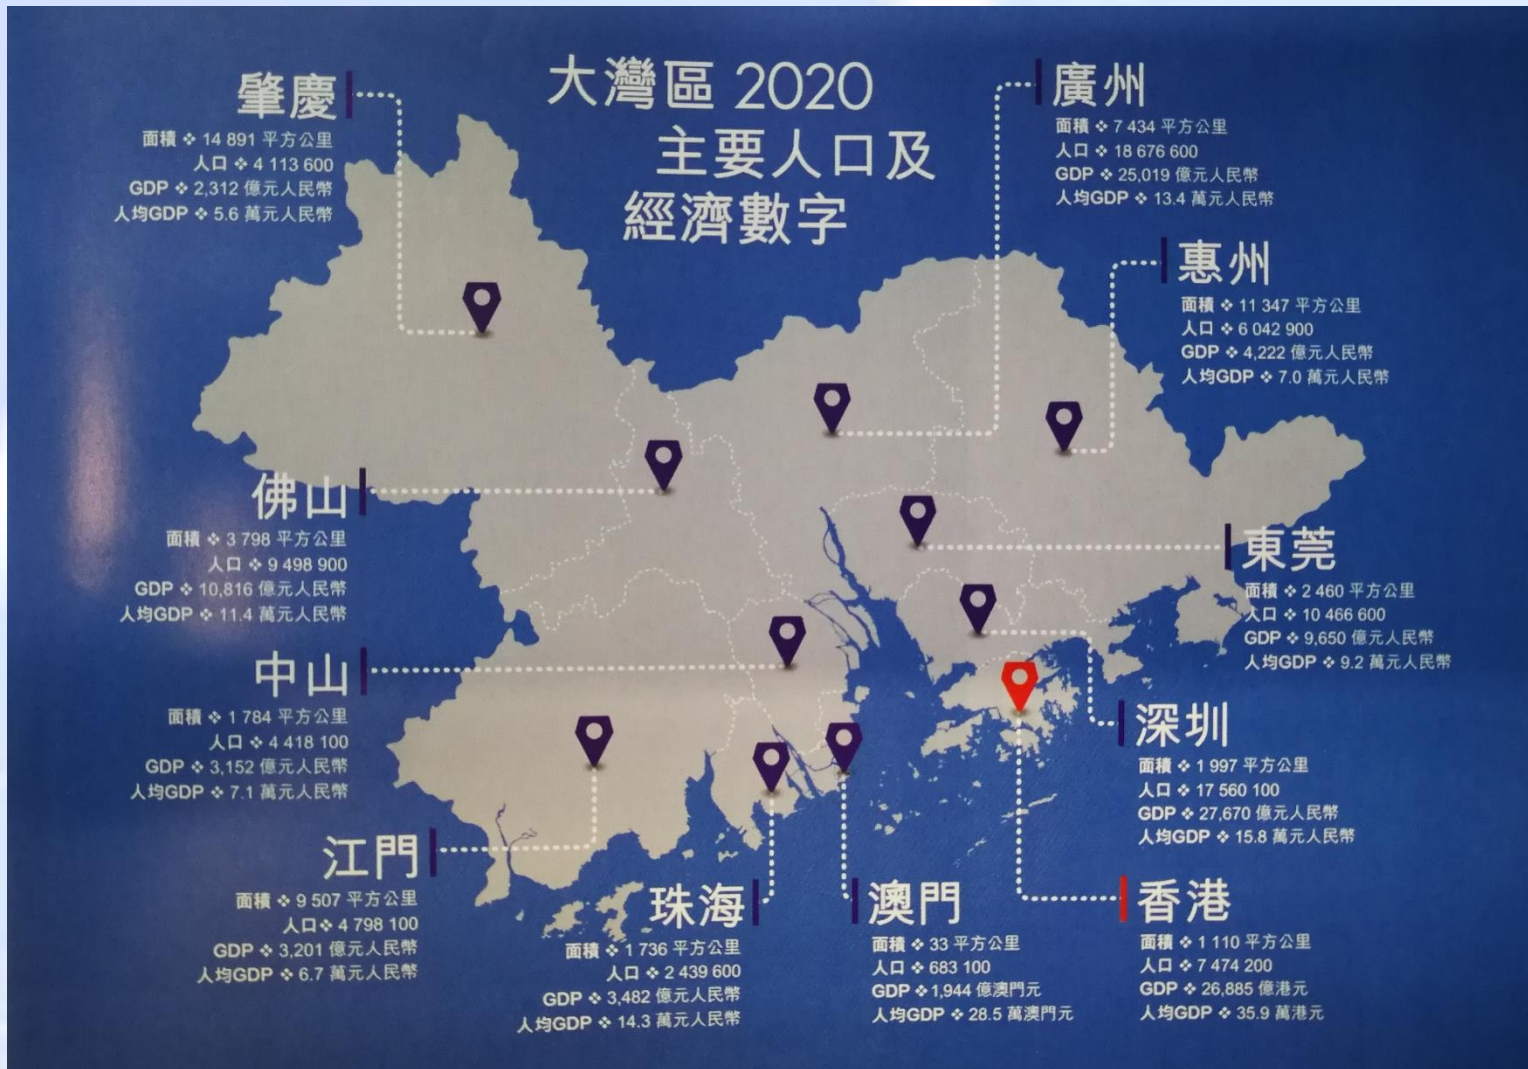 大灣區 2020
主要人口及
經濟數字
肇慶
面積 ❖ 14 891 平方公里
人口 ❖ 4 113 600
GDP ❖ 2,312 億元人民幣
人均GDP ❖ 5.6 萬元人民幣
廣州
面積 ❖ 7 434 平方公里
人口 ❖ 18 676 600
GDP ❖ 25,019 億元人民幣
人均GDP ❖ 13.4 萬元人民幣
惠州
面積 ❖ 11 347 平方公里
人口 ❖ 6 042 900
GDP ❖ 4,222 億元人民幣
人均GDP ❖ 7.0 萬元人民幣
佛山
面積 ❖ 3 798 平方公里
人口 ❖ 9 498 900
GDP ❖ 10,816 億元人民幣
人均GDP ❖ 11.4 萬元人民幣
東莞
面積 ❖ 2 460 平方公里
人口 ❖ 10 466 600
GDP ❖ 9,650 億元人民幣
人均GDP ❖ 9.2 萬元人民幣
中山
面積 ❖ 1 784 平方公里
人口 ❖ 4 418 100
GDP ❖ 3,152 億元人民幣
人均GDP ❖ 7.1 萬元人民幣
深圳
面積 ❖ 1 997 平方公里
人口 ❖ 17 560 100
GDP ❖ 27,670 億元人民幣
人均GDP ❖ 15.8 萬元人民幣
江門
面積 ❖ 9 507 平方公里
人口 ❖ 4 798 100
GDP ❖ 3,201 億元人民幣
人均GDP ❖ 6.7 萬元人民幣
珠海
面積 ❖ 1 736 平方公里
人口 ❖ 2 439 600
GDP ❖ 3,482 億元人民幣
人均GDP ❖ 14.3 萬元人民幣
澳門
面積 ❖ 33 平方公里
人口 ❖ 683 100
GDP ❖ 1,944 億澳門元
人均GDP ❖ 28.5 萬澳門元
香港
面積 ❖ 1 110 平方公里
人口 ❖ 7 474 200
GDP ❖ 26,885 億港元
人均GDP ❖ 35.9 萬港元